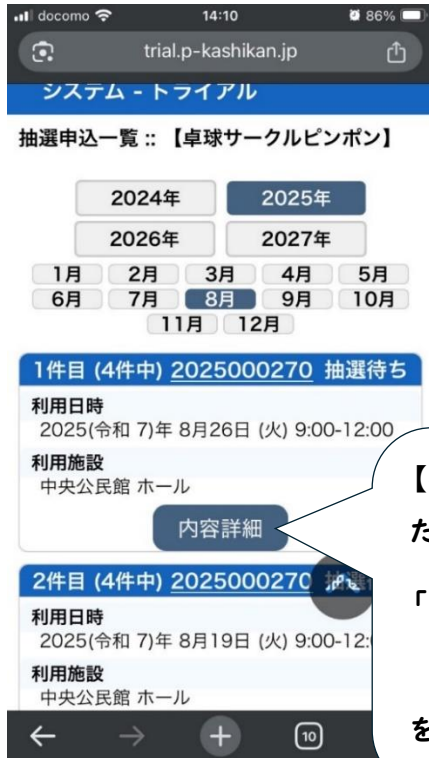 docomo 14:10 86%
trial.p-kashikan.jp
システム - トライアル
抽選申込一覧 :: 【卓球サークルピンポン】
2024年 2025年
2026年 2027年
1月 2月 3月 4月 5月
6月 7月 8月 9月 10月
11月 12月
1件目 (4件中) 2025000270 抽選待ち
利用日時
2025(令和 7)年 8月26日 (火) 9:00-12:00
利用施設
中央公民館 ホール
内容詳細
【
た
「
を
2件目 (4件中) 2025000270
利用日時
2025(令和 7)年 8月19日 (火) 9:00-12:
利用施設
中央公民館 ホール
10